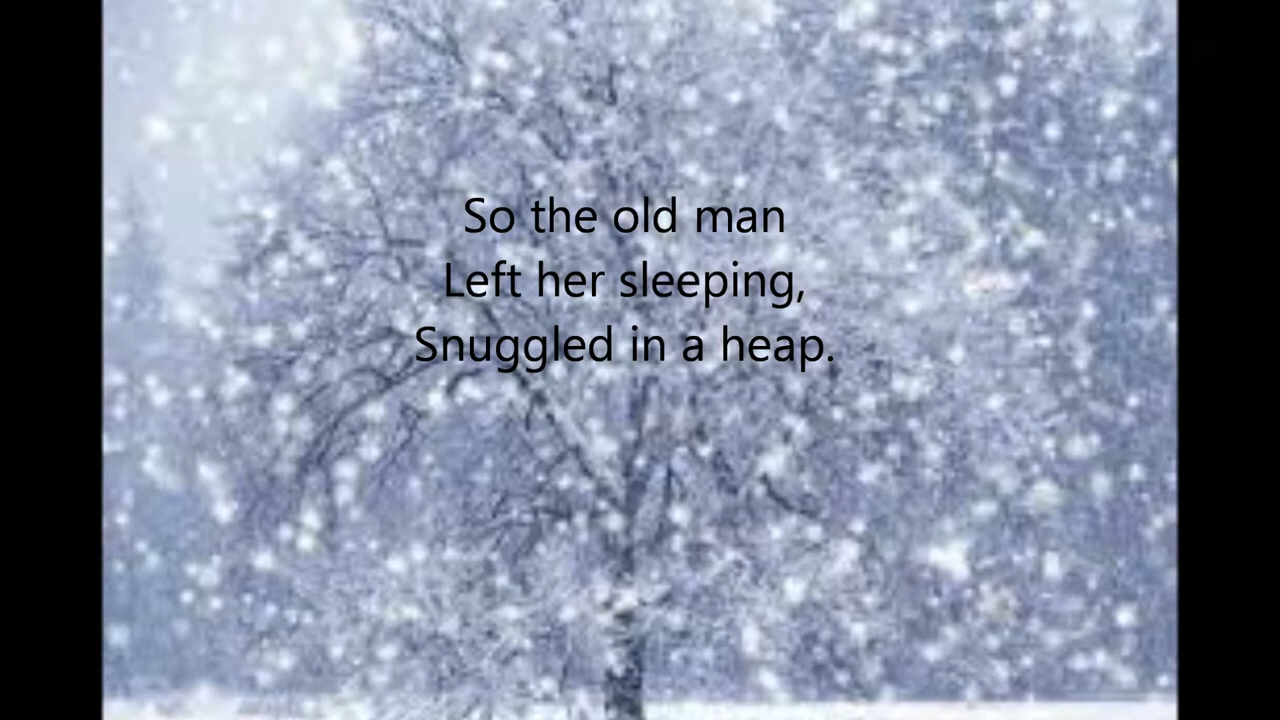 So the old man
Left her sleeping,
Snuggled in a heap.